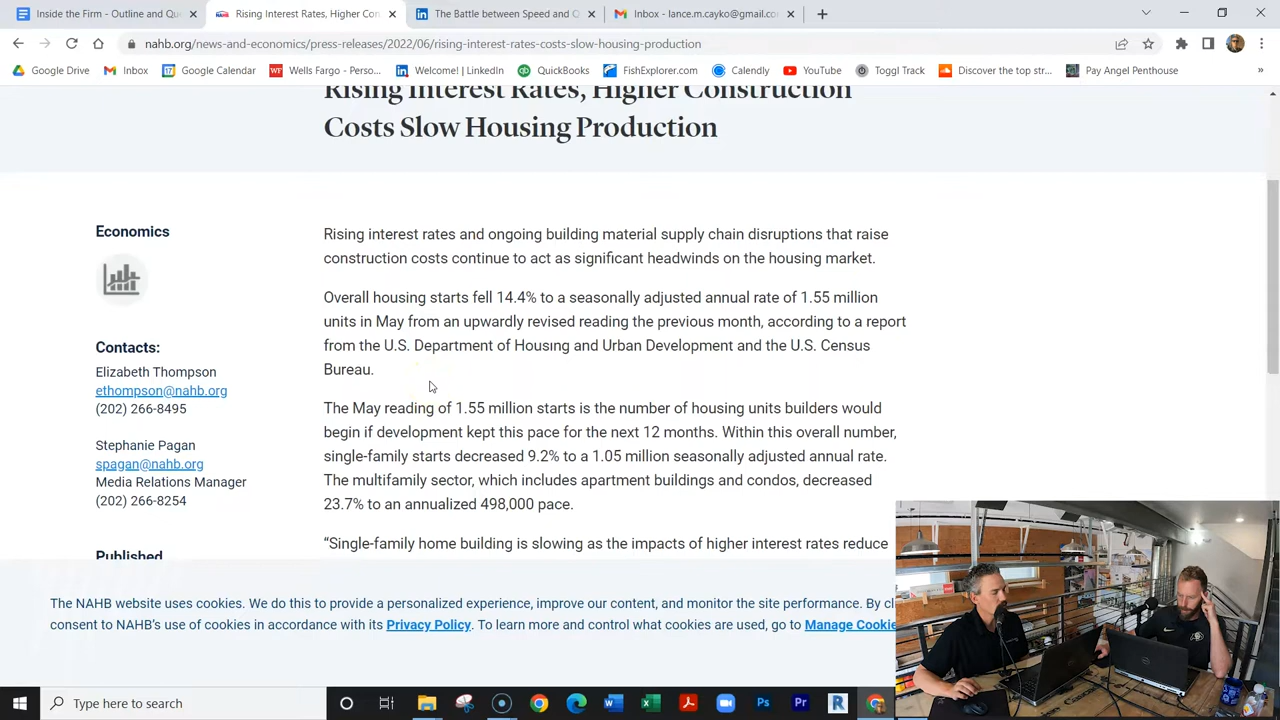 Inside the Firm - Outline and Que
Rising Interest Rates, Higher Con
The Battle between Speed and Q
Inbox - lance.m.cayko@gmail.co
nahb.org/news-and-economics/press-releases/2022/06/rising-interest-rates-costs-slow-housing-production
Google Drive
Inbox
Google Calendar
Wells Fargo - Perso...
Welcome! | LinkedIn
QuickBooks
FishExplorer.com
Calendly
YouTube
Toggl Track
Discover the top str...
Pay Angel Penthouse
Rising Interest Rates, Higher Construction
Costs Slow Housing Production
Economics
Contacts:
Elizabeth Thompson
ethompson@nahb.org
(202) 266-8495
Stephanie Pagan
spagan@nahb.org
Media Relations Manager
(202) 266-8254
Published
Rising interest rates and ongoing building material supply chain disruptions that raise
construction costs continue to act as significant headwinds on the housing market.
Overall housing starts fell 14.4% to a seasonally adjusted annual rate of 1.55 million
units in May from an upwardly revised reading the previous month, according to a report
from the U.S. Department of Housing and Urban Development and the U.S. Census
Bureau.
The May reading of 1.55 million starts is the number of housing units builders would
begin if development kept this pace for the next 12 months. Within this overall number,
single-family starts decreased 9.2% to a 1.05 million seasonally adjusted annual rate.
The multifamily sector, which includes apartment buildings and condos, decreased
23.7% to an annualized 498,000 pace.
“Single-family home building is slowing as the impacts of higher interest rates reduce
The NAHB website uses cookies. We do this to provide a personalized experience, improve our content, and monitor the site performance. By cl
consent to NAHB's use of cookies in accordance with its Privacy Policy. To learn more and control what cookies are used, go to Manage Cookie
Type here to search